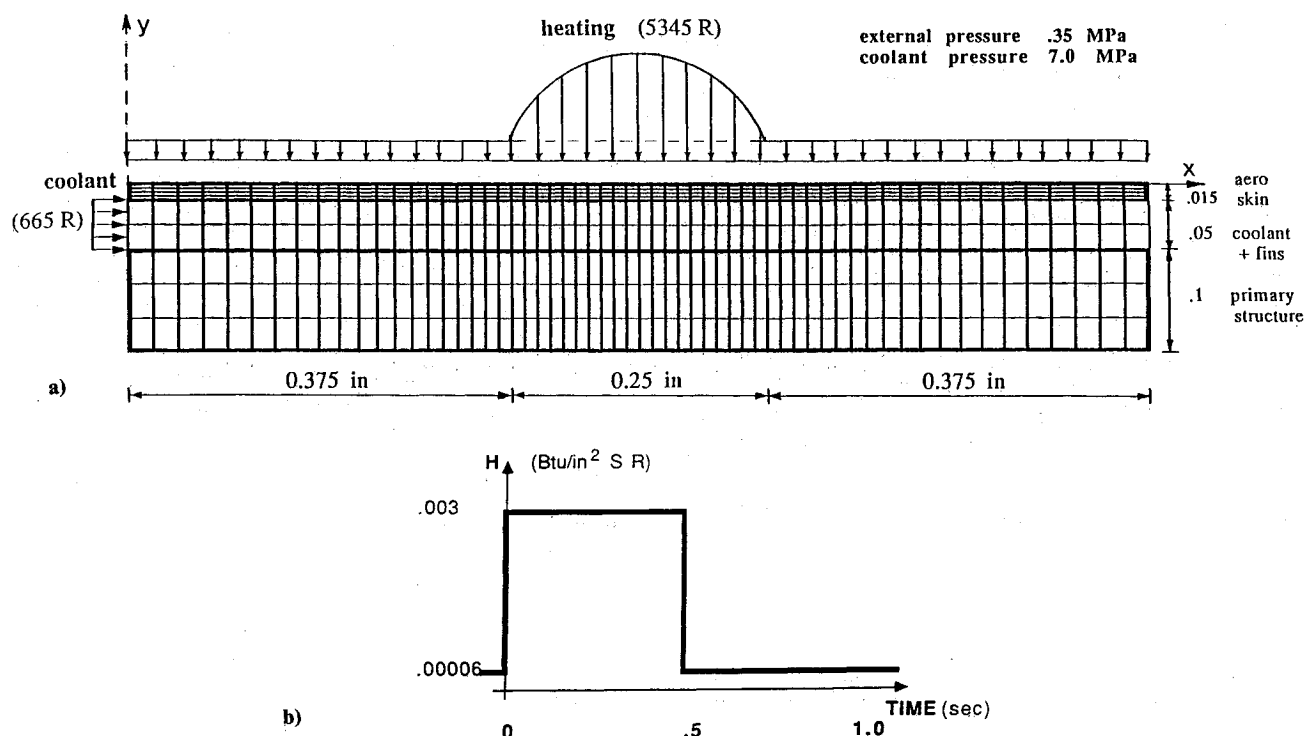 y
heating (5345 R)
external pressure .35 MPa
coolant pressure 7.0 MPa
coolant
(665 R)
x
.015
aero
skin
.05
coolant
+ fins
.1
primary
structure
a)
0.375 in
0.25 in
0.375 in
H (Btu/in² S R)
.003
.00006
TIME (sec)
b)
0
.5
1.0